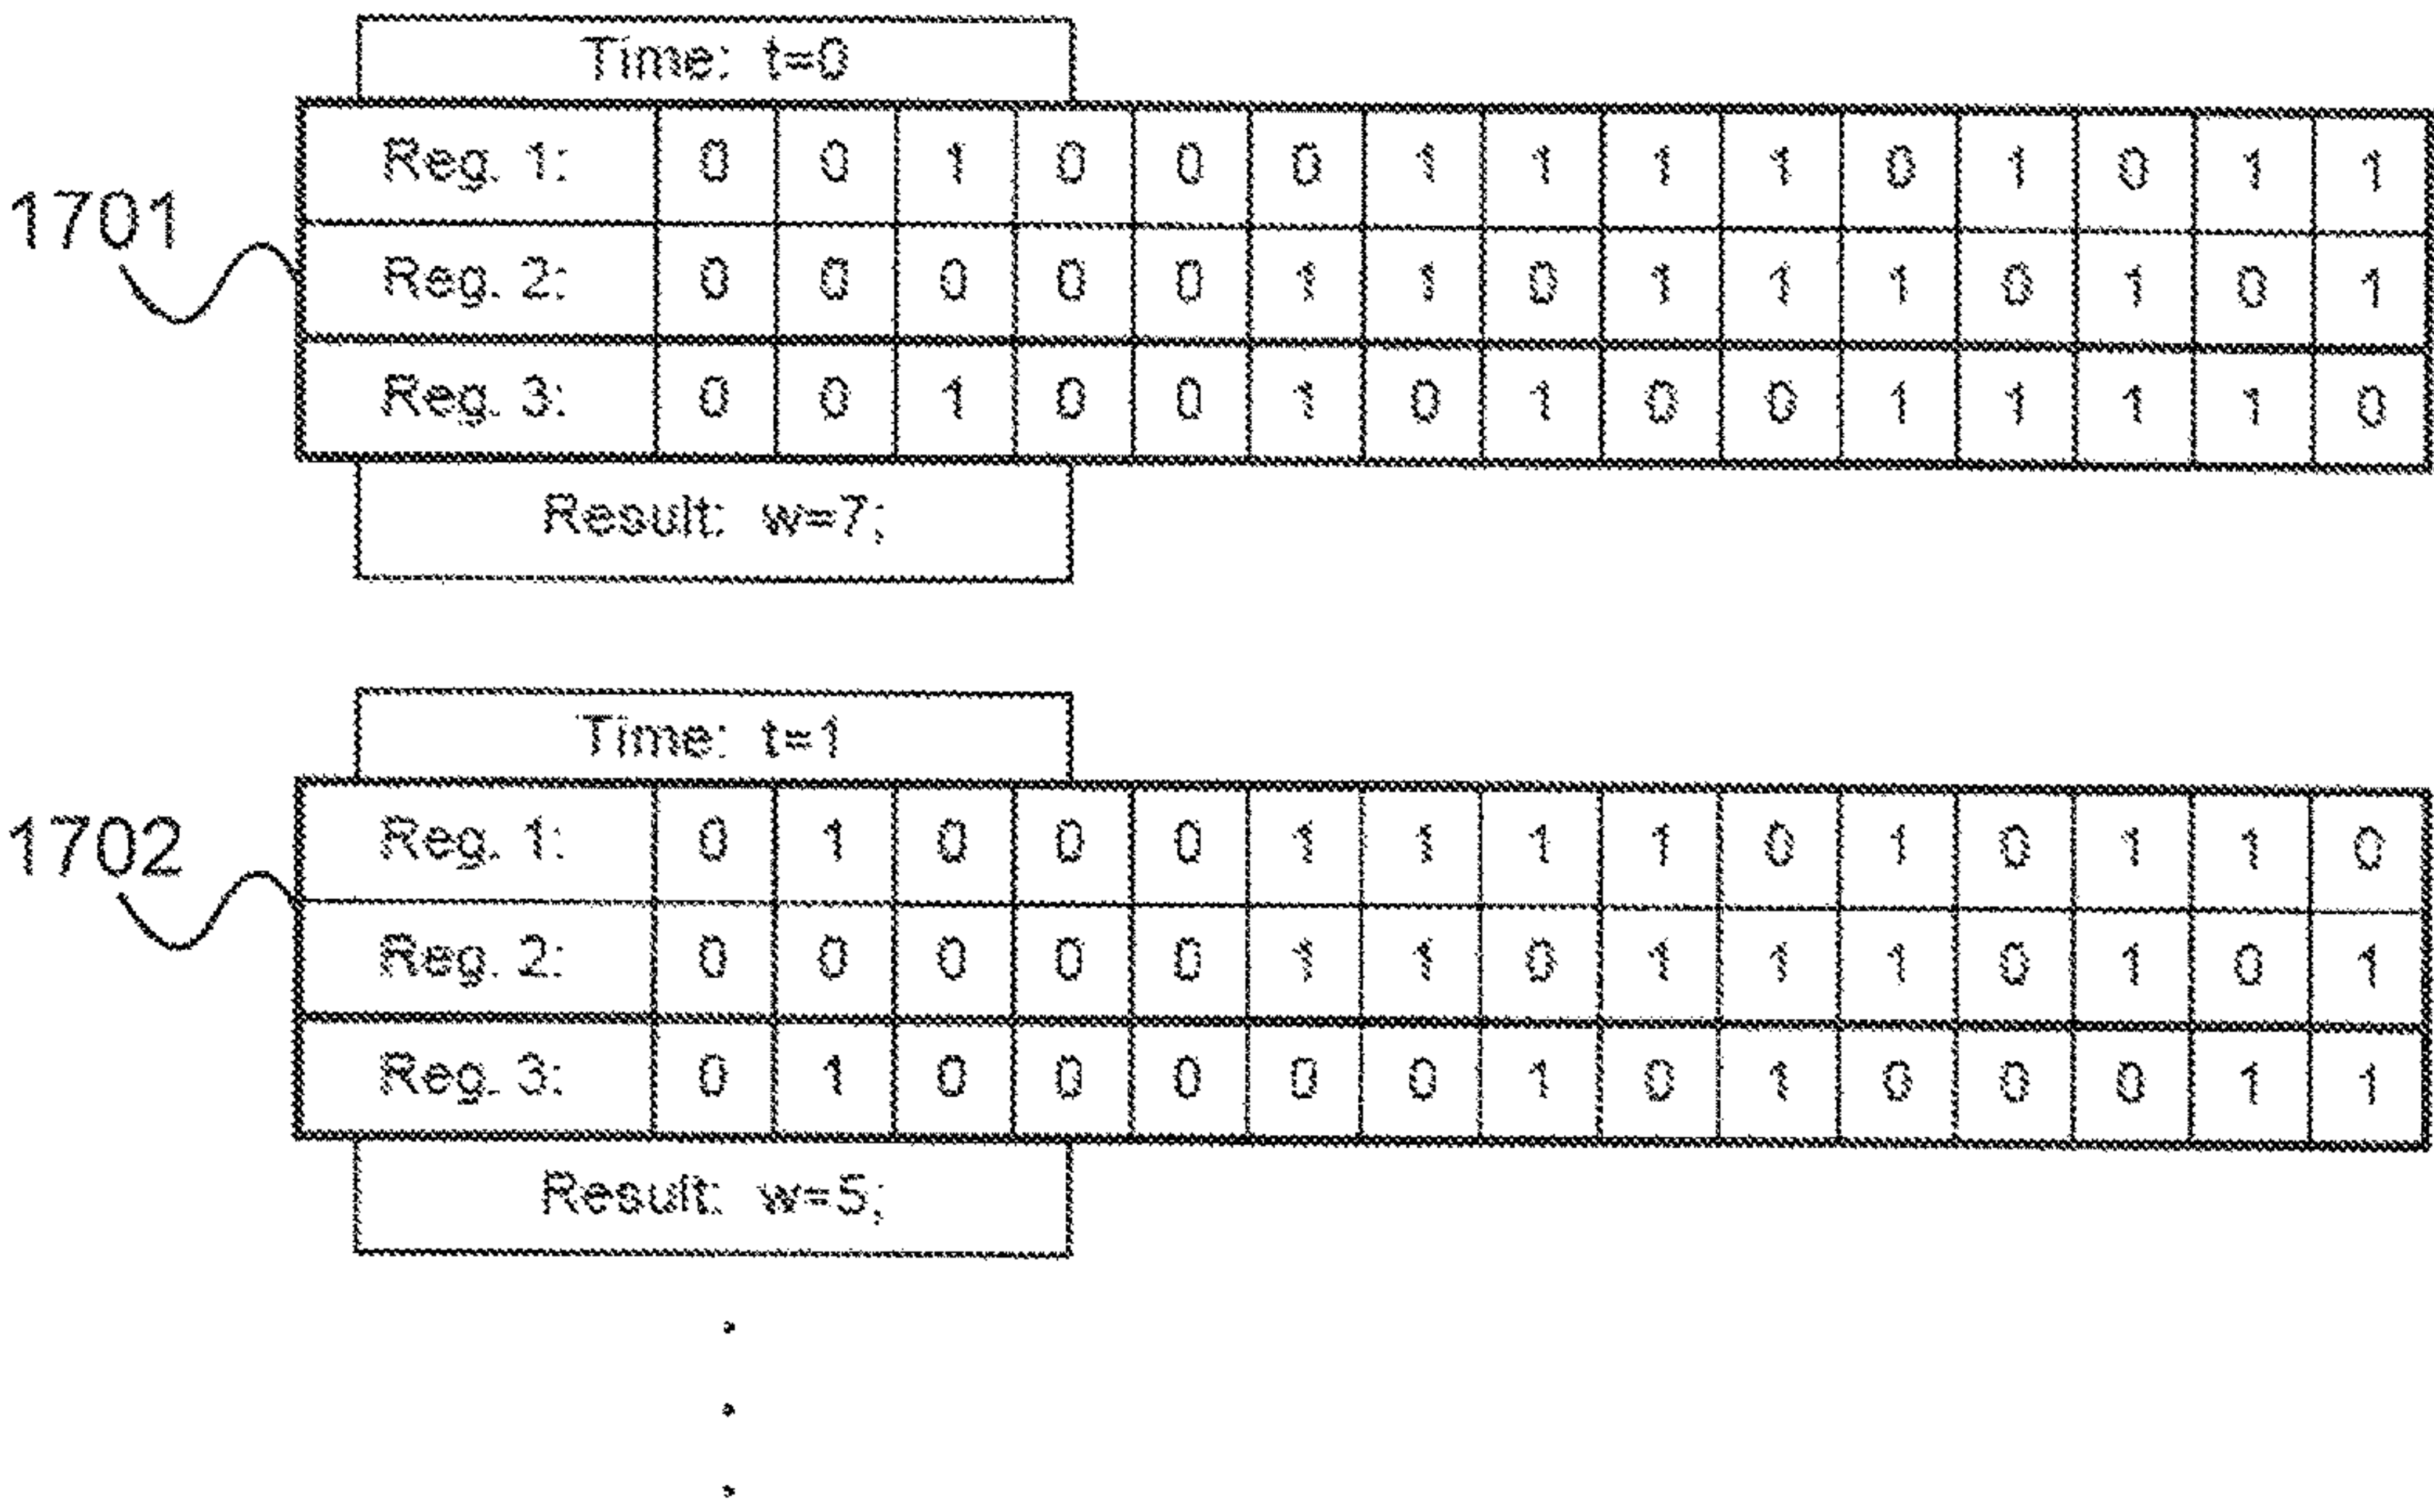 Time: t=0
Reg. 1: 0 0 1 0 0 0 1 1 1 1 0 1 0 1 1
1701
Reg. 2: 0 0 0 0 0 1 1 0 1 1 1 0 1 0 1
Reg. 3: 0 0 1 0 0 1 0 1 0 0 1 1 1 1 0
Result: w=7;
Time: t=1
Reg. 1: 0 1 0 0 0 1 1 1 1 0 1 0 1 1 0
1702
Reg. 2: 0 0 0 0 0 1 1 0 1 1 1 0 1 0 1
Reg. 3: 0 1 0 0 0 0 0 1 0 1 0 0 0 1 1
Result: w=5;